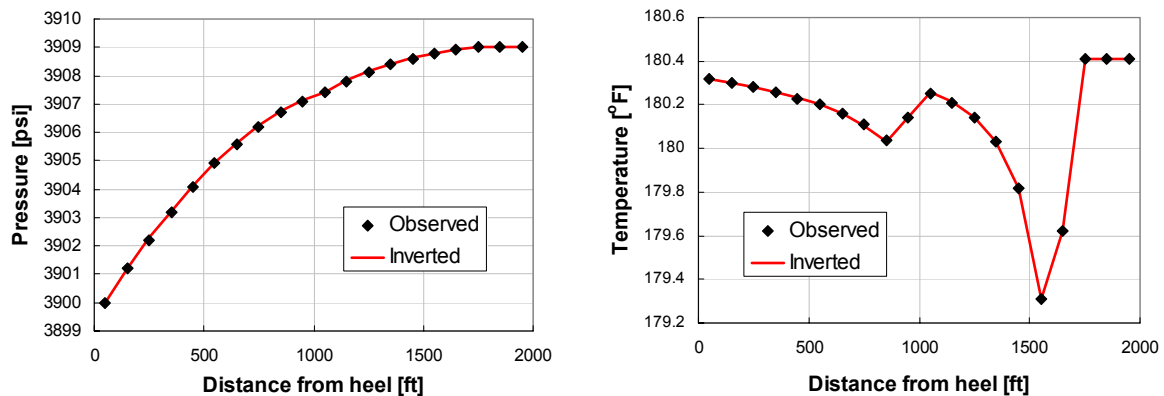 Pressure [psi]
3910
3909
3908
3907
3906
3905
3904
3903
3902
3901
3900
3899
0 500 1000 1500 2000
Distance from heel [ft]
Observed
Inverted
Temperature [°F]
180.8
180.4
180
179.8
179.6
179.4
179.2
180.6
180.2
0 500 1000 1500 2000
Distance from heel [ft]
Observed
Inverted